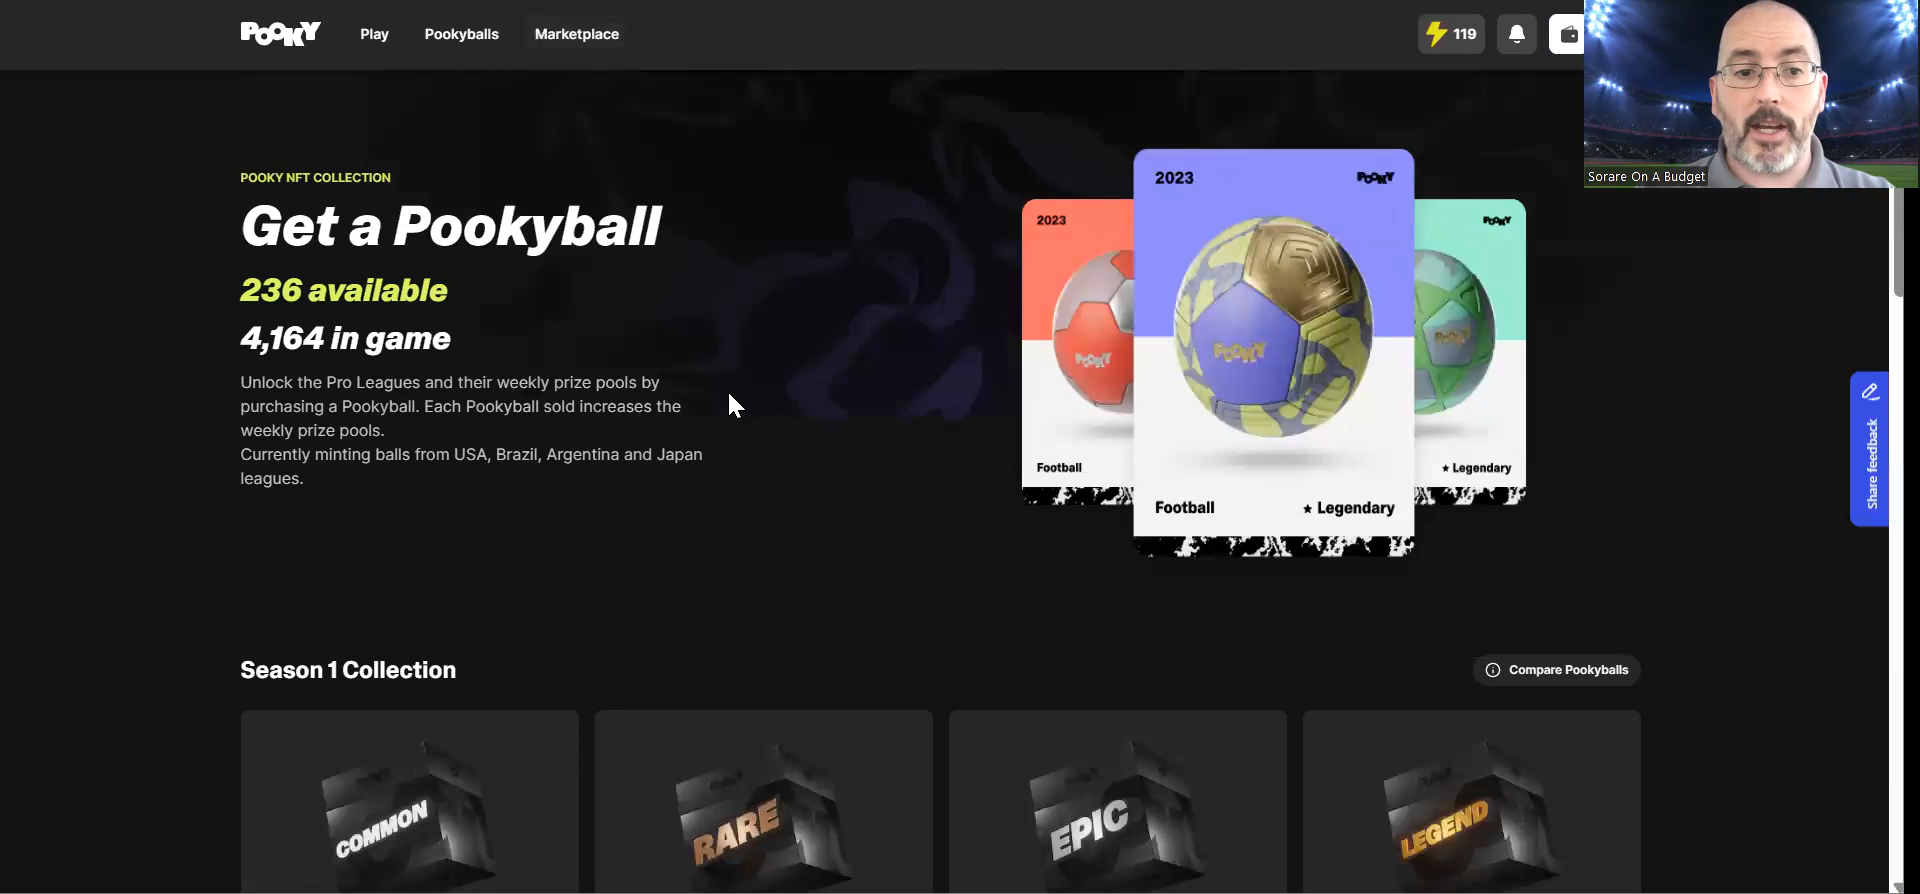 POOKY Play Pookyballs Marketplace 119
Sorare On A Budget
POOKY NFT COLLECTION
Get a Pookyball
236 available
4,164 in game
Unlock the Pro Leagues and their weekly prize pools by
purchasing a Pookyball. Each Pookyball sold increases the
weekly prize pools.
Currently minting balls from USA, Brazil, Argentina and Japan
leagues.
2023
POOKY
Football
2023 POOKY
POOKY
Football ★ Legendary
POOKY
POOKY
★ Legendary
Share feedback
Season 1 Collection
Compare Pookyballs
COMMON
RARE
EPIC
LEGEND